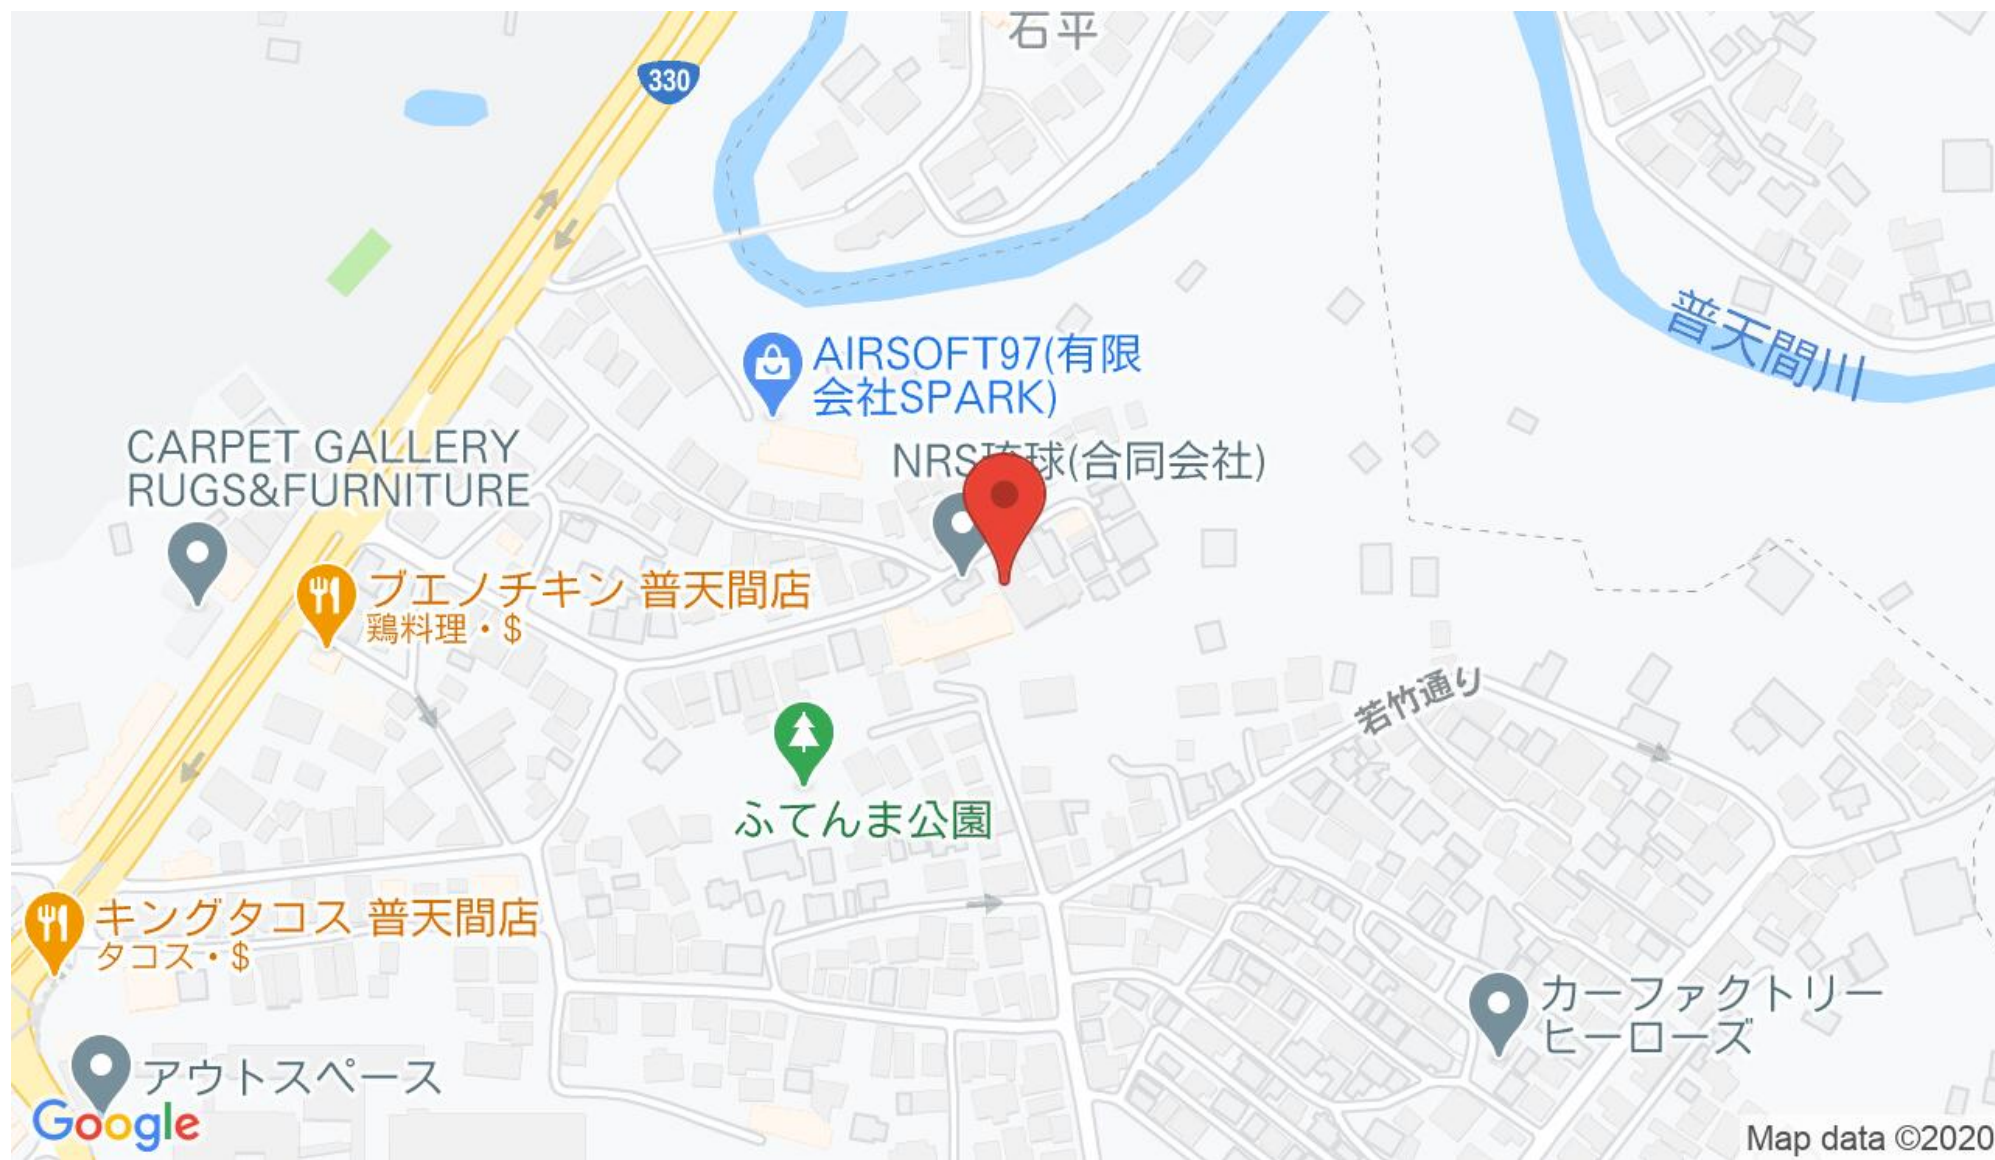 石平
330
普天間川
AIRSOFT97(有限
会社SPARK)
CARPET GALLERY
RUGS&FURNITURE
NRS琉球(合同会社)
ブエノチキン 普天間店
鶏料理・$
若竹通り
ふてんま公園
キングタコス 普天間店
タコス・$
カーファクトリー
ヒーローズ
アウトスペース
Google
Map data ©2020